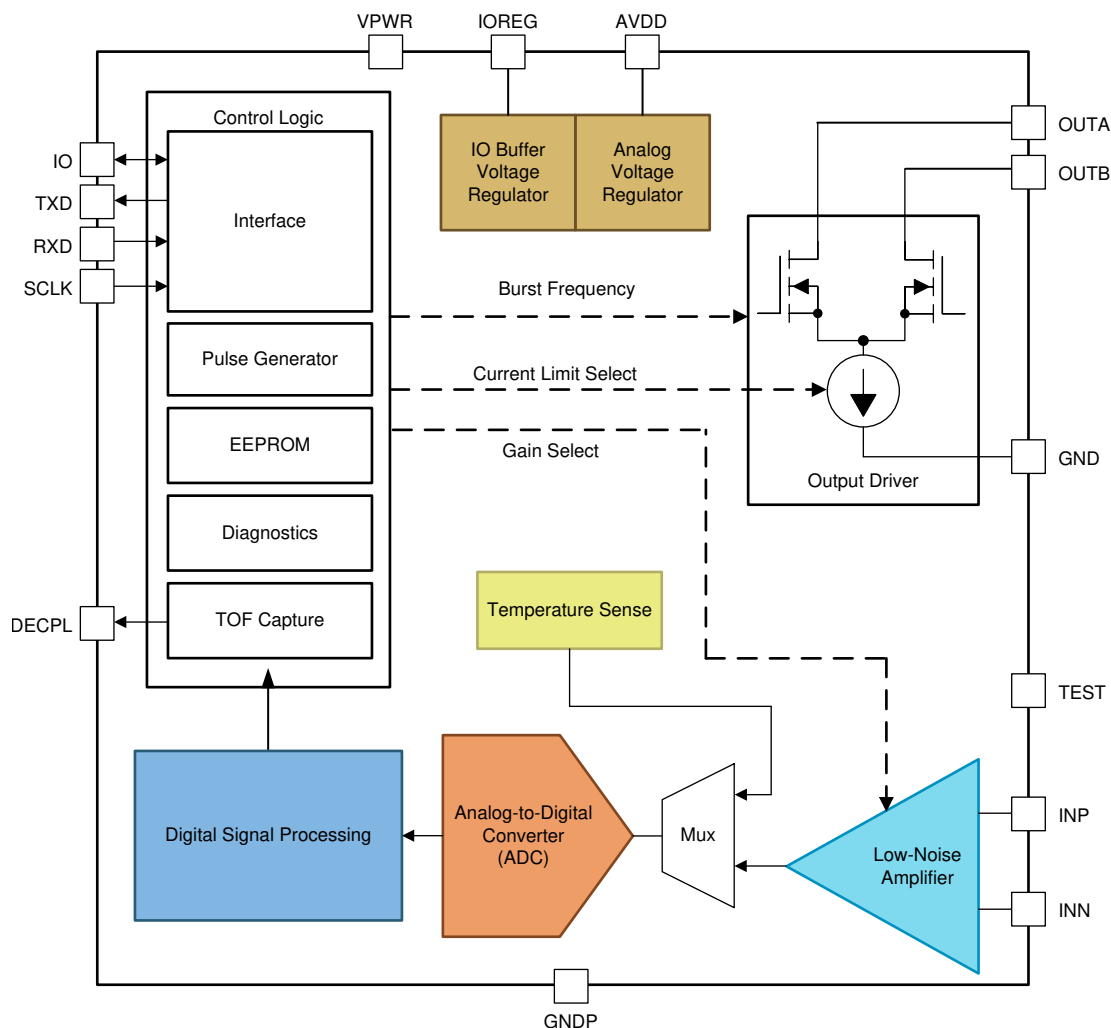 VPWR
IOREG
AVDD
Control Logic
IO
TXD
RXD
SCLK
Interface
Pulse Generator
EEPROM
Diagnostics
TOF Capture
DECPL
IO Buffer
Voltage
Regulator
Analog
Voltage
Regulator
OUTA
OUTB
Burst Frequency
Current Limit Select
Gain Select
Output Driver
GND
Temperature Sense
TEST
Digital Signal Processing
Analog-to-Digital
Converter
(ADC)
Mux
Low-Noise
Amplifier
INP
INN
GNDP